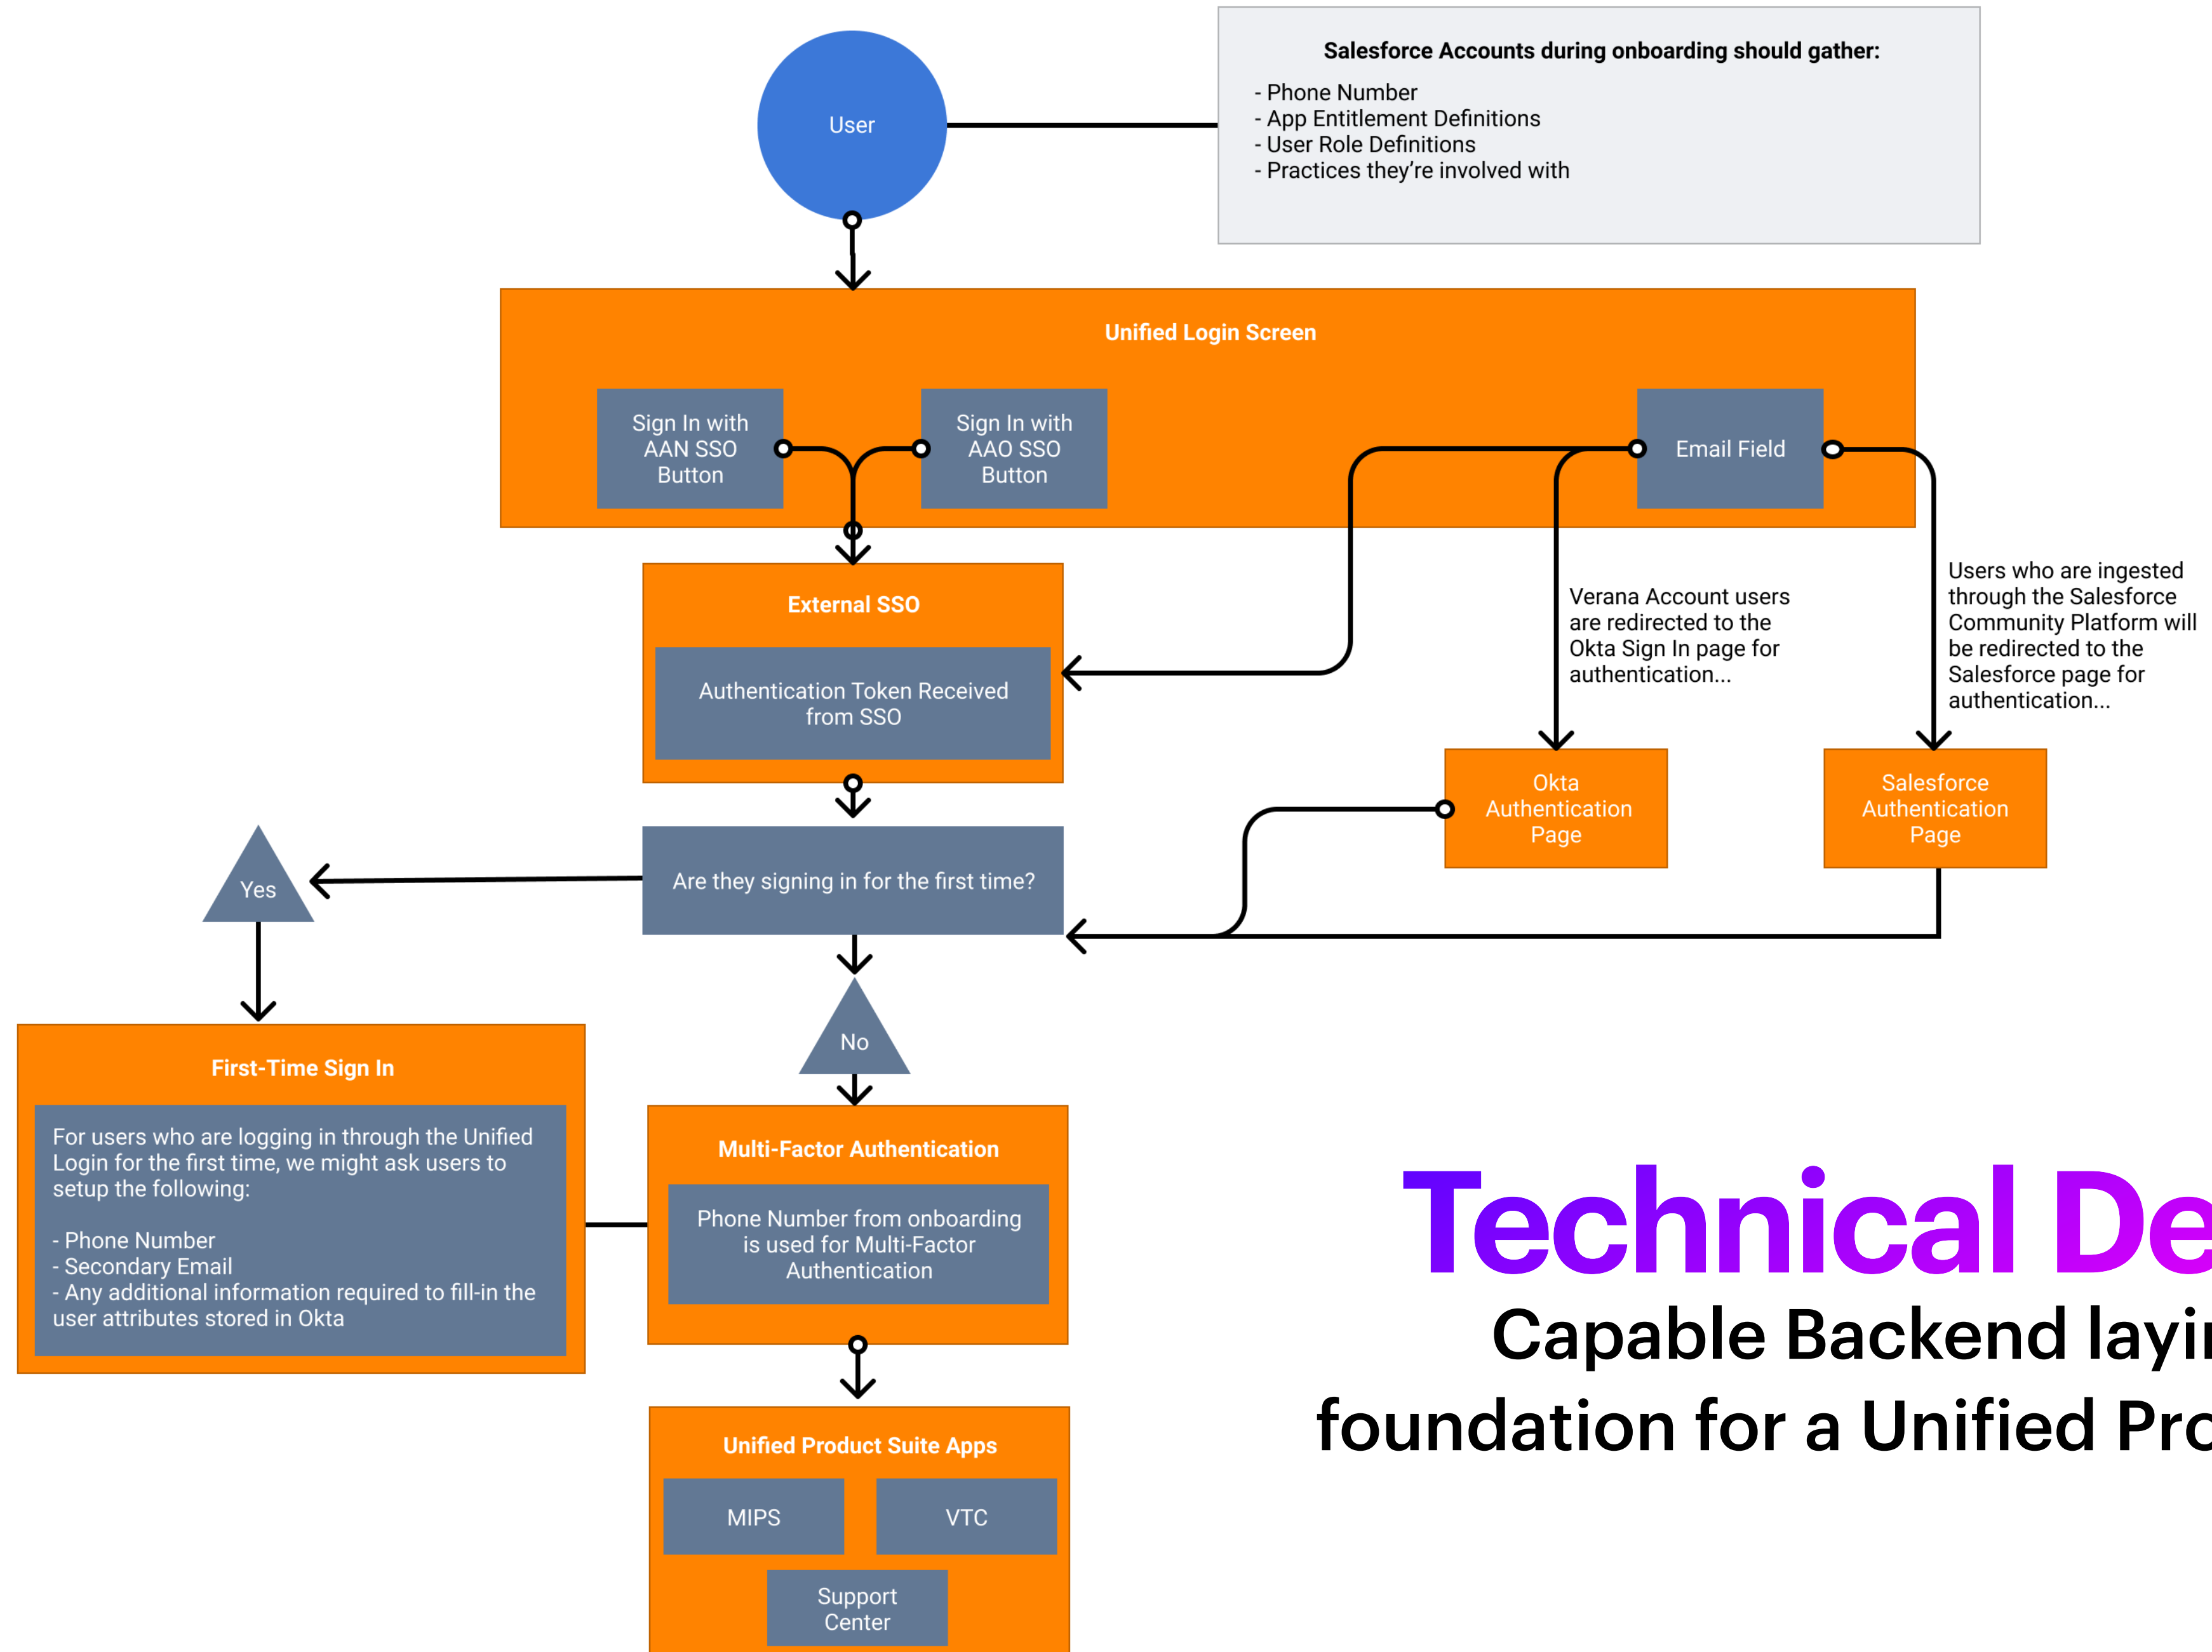 User
Salesforce Accounts during onboarding should gather:
- Phone Number
- App Entitlement Definitions
- User Role Definitions
- Practices they’re involved with
Unified Login Screen
Sign In with
AAN SSO
Button
Sign In with
AAO SSO
Button
Email Field
External SSO
Authentication Token Received
from SSO
Verana Account users
are redirected to the
Okta Sign In page for
authentication...
Users who are ingested
through the Salesforce
Community Platform will
be redirected to the
Salesforce page for
authentication...
Okta
Authentication
Page
Salesforce
Authentication
Page
Are they signing in for the first time?
Yes
No
First-Time Sign In
For users who are logging in through the Unified
Login for the first time, we might ask users to
setup the following:
- Phone Number
- Secondary Email
- Any additional information required to fill-in the
user attributes stored in Okta
Multi-Factor Authentication
Phone Number from onboarding
is used for Multi-Factor
Authentication
Unified Product Suite Apps
MIPS
VTC
Support
Center
Technical De
Capable Backend layin
foundation for a Unified Pro